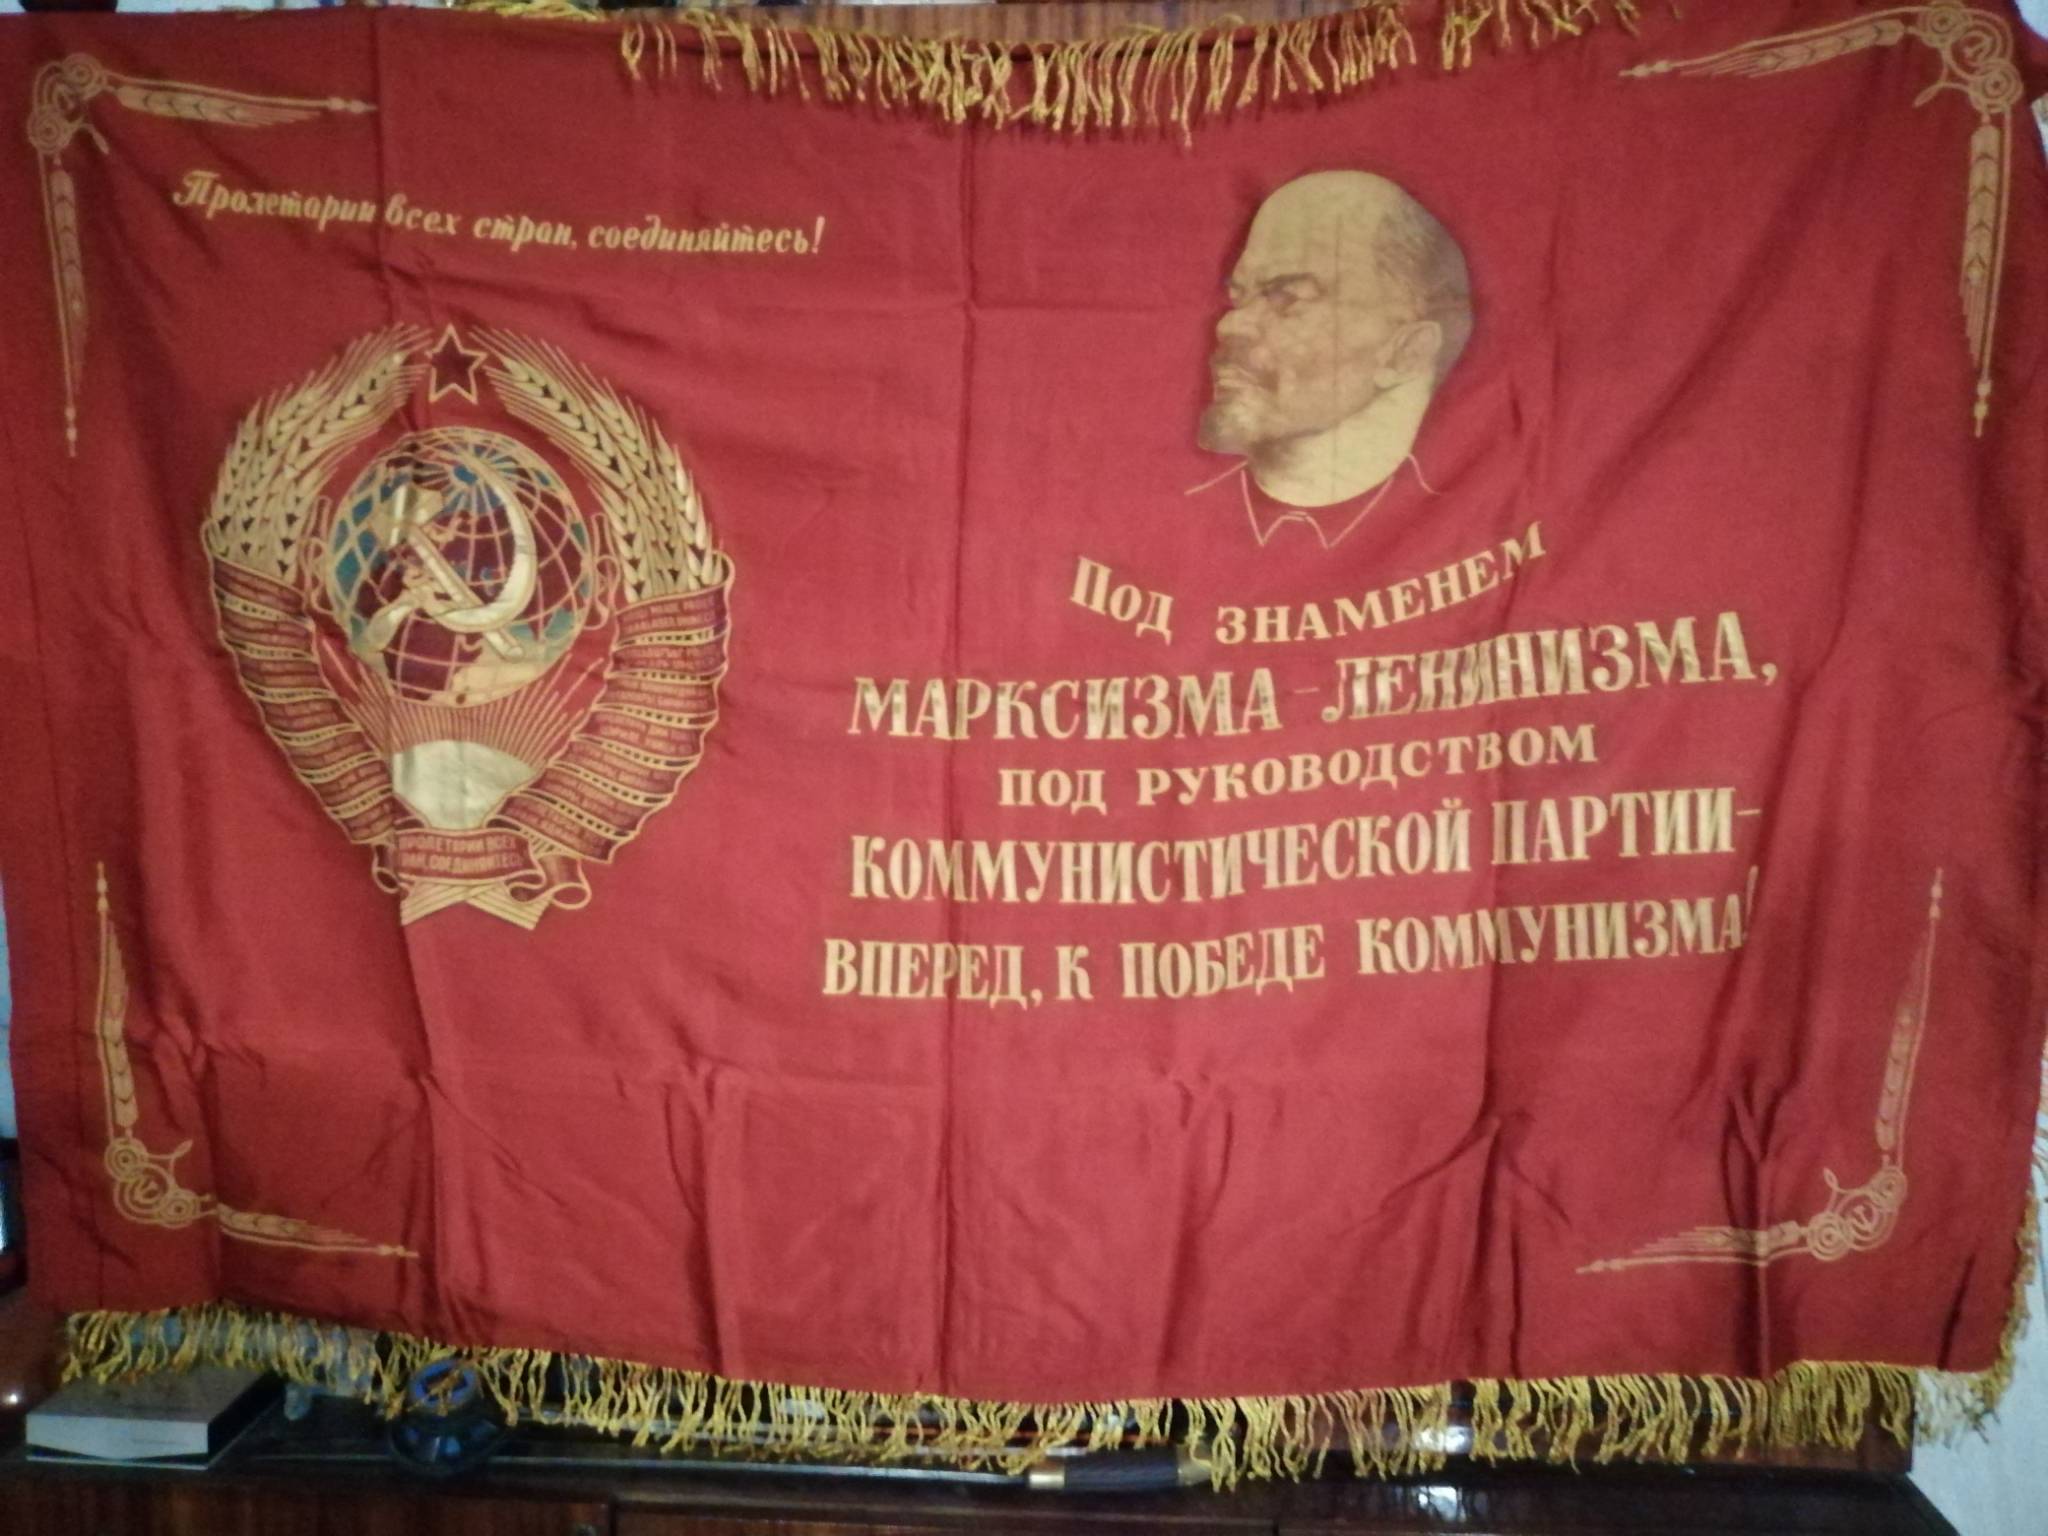 Пролетарии всех стран, соединяйтесь!
Под знаменем
МАРКСИЗМА-ЛЕНИНИЗМА,
ПОД РУКОВОДСТВОМ
КОММУНИСТИЧЕСКОЙ ПАРТИИ-
ВПЕРЕД, К ПОБЕДЕ КОММУНИЗМА!
ПРОЛЕТАРИИ ВСЕХ
СТРАН, СОЕДИНЯЙТЕСЬ